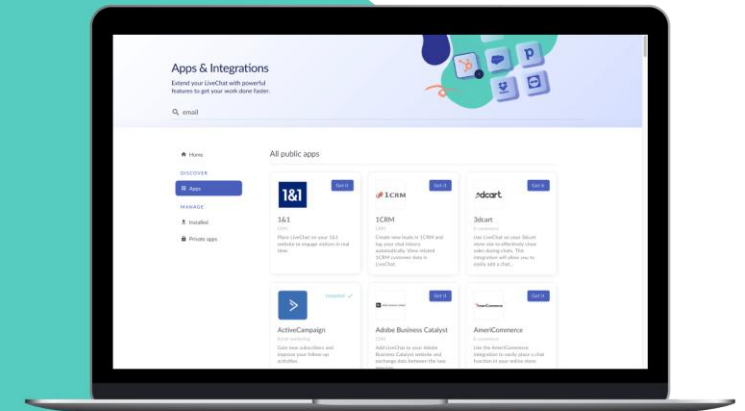 Apps & Integrations
Extend your LiveChat with powerful
features to get your work done faster.
email
Home
All public apps
DISCOVER
Apps
MANAGE
Installed
Private apps
Get it
Get it
Get it
1&1
1CRM
3dcart
1&1
1CRM
3dcart
CMS
CRM
E-commerce
Place LiveChat on your 1&1
website to engage visitors in real
time.
Create new leads in 1CRM and
log your chat history
automatically. View related
1CRM customer data in
LiveChat.
Use LiveChat on your 3dcart
store site to effectively close
sales during chats. This
integration will allow you to
easily add a chat...
Installed
Get it
Get it
AmeriCommerce
ActiveCampaign
Adobe Business Catalyst
AmeriCommerce
Email marketing
CRM
E-commerce
Gain new subscribers and
improve your follow-up
activities.
Add LiveChat to your Adobe
Business Catalyst website and
exchange data between the two
Use the AmeriCommerce
integration to easily place a chat
function in your online store.